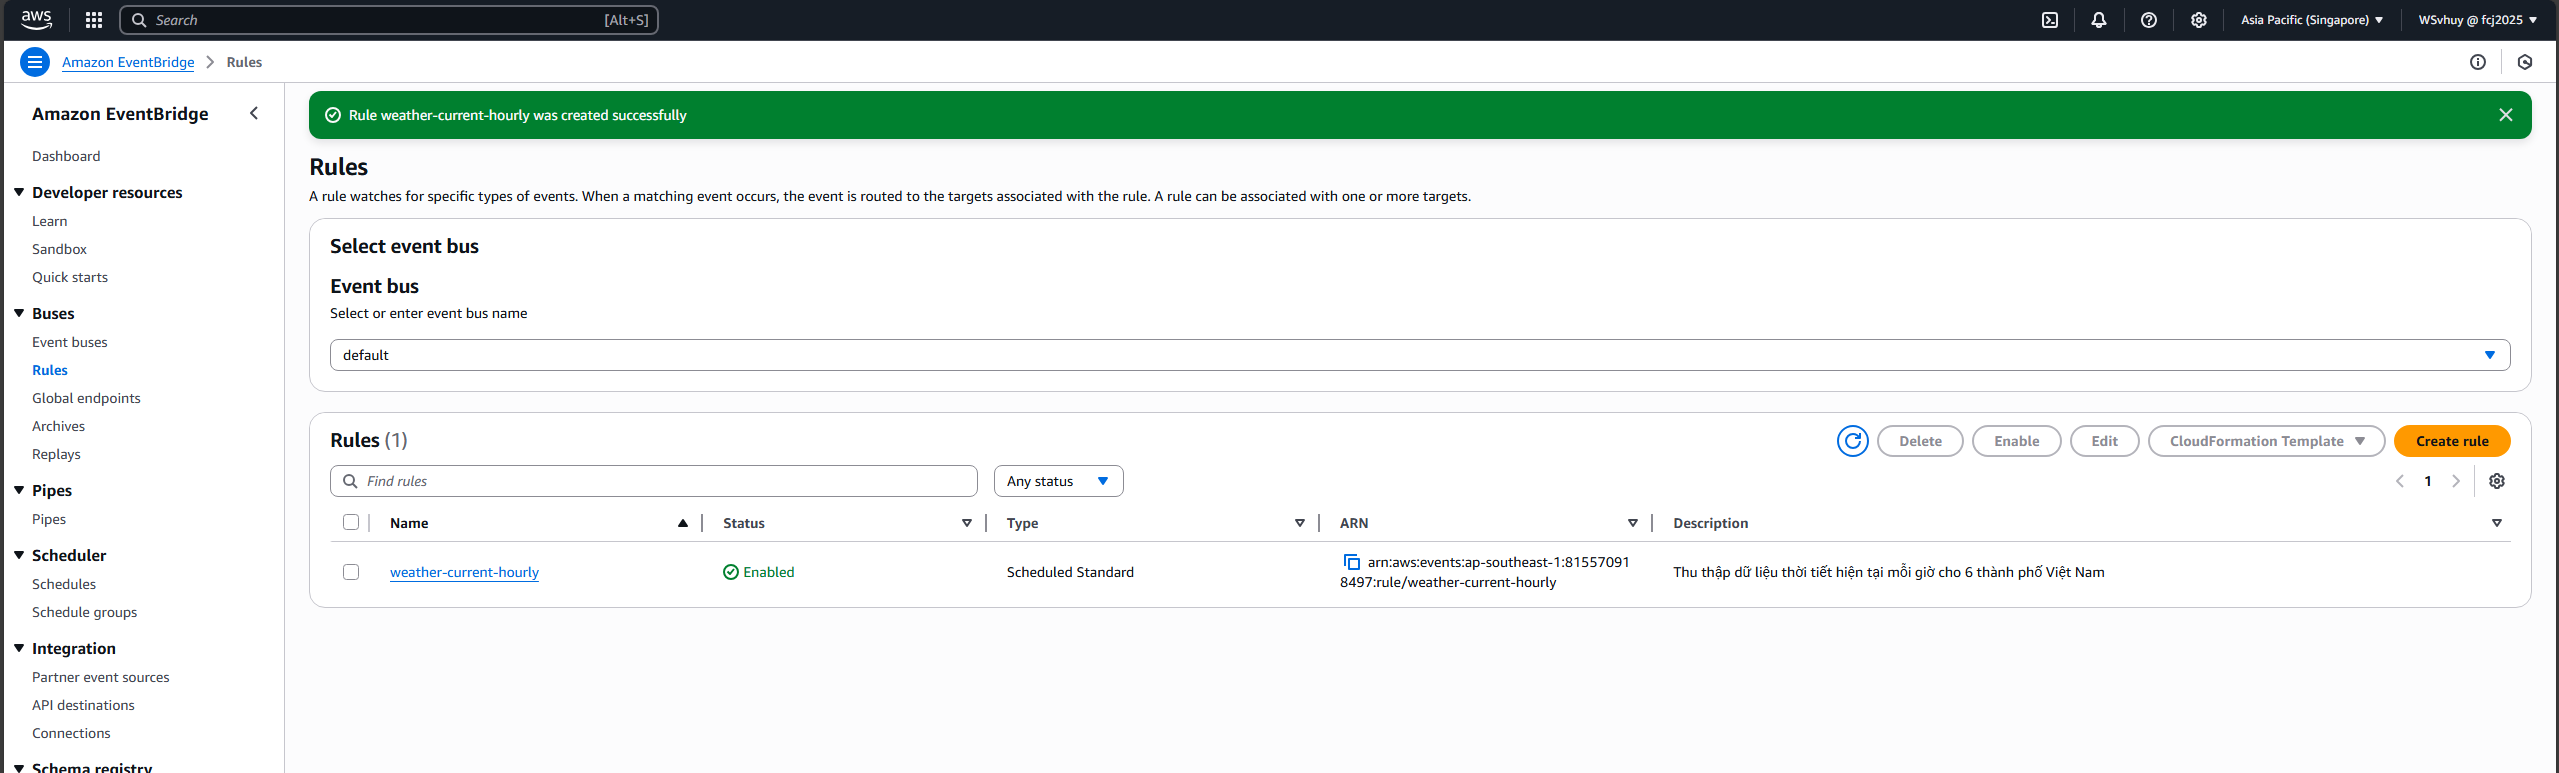 aws
Search
[Alt+S]
Asia Pacific (Singapore)
WSvhuy @ fcj2025
Amazon EventBridge
Rules
Amazon EventBridge
Dashboard
Developer resources
Learn
Sandbox
Quick starts
Buses
Event buses
Rules
Global endpoints
Archives
Replays
Pipes
Pipes
Scheduler
Schedules
Schedule groups
Integration
Partner event sources
API destinations
Connections
Schema registry
Rule weather-current-hourly was created successfully
Rules
A rule watches for specific types of events. When a matching event occurs, the event is routed to the targets associated with the rule. A rule can be associated with one or more targets.
Select event bus
Event bus
Select or enter event bus name
default
Rules (1)
Delete
Enable
Edit
CloudFormation Template
Create rule
Find rules
Any status
1
Name
Status
Type
ARN
Description
weather-current-hourly
Enabled
Scheduled Standard
arn:aws:events:ap-southeast-1:81557091
8497:rule/weather-current-hourly
Thu thập dữ liệu thời tiết hiện tại mỗi giờ cho 6 thành phố Việt Nam